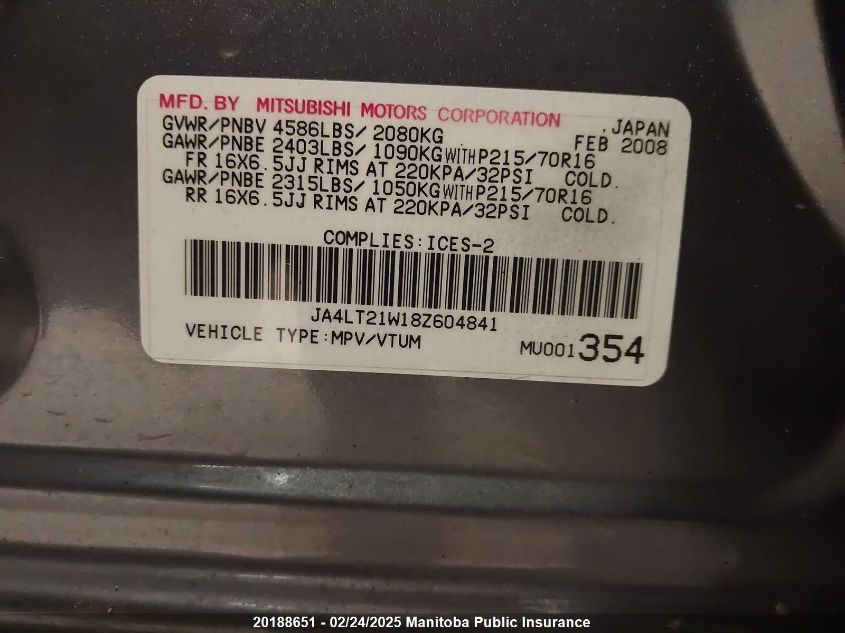 MFD. BY MITSUBISHI MOTORS CORPORATION JAPAN
GVWR/PNBV 4586LBS/ 2080KG FEB 2008
GAWR/PNBE 2403LBS/ 1090KG WITH P215/70R16
FR 16X6.5JJ RIMS AT 220KPA/32PSI COLD.
GAWR/PNBE 2315LBS/ 1050KG WITH P215/70R16
RR 16X6.5JJ RIMS AT 220KPA/32PSI COLD.
COMPLIES:ICES-2
JA4LT21W18Z604841
VEHICLE TYPE:MPV/VTUM MU001354
20188651 - 02/24/2025 Manitoba Public Insurance